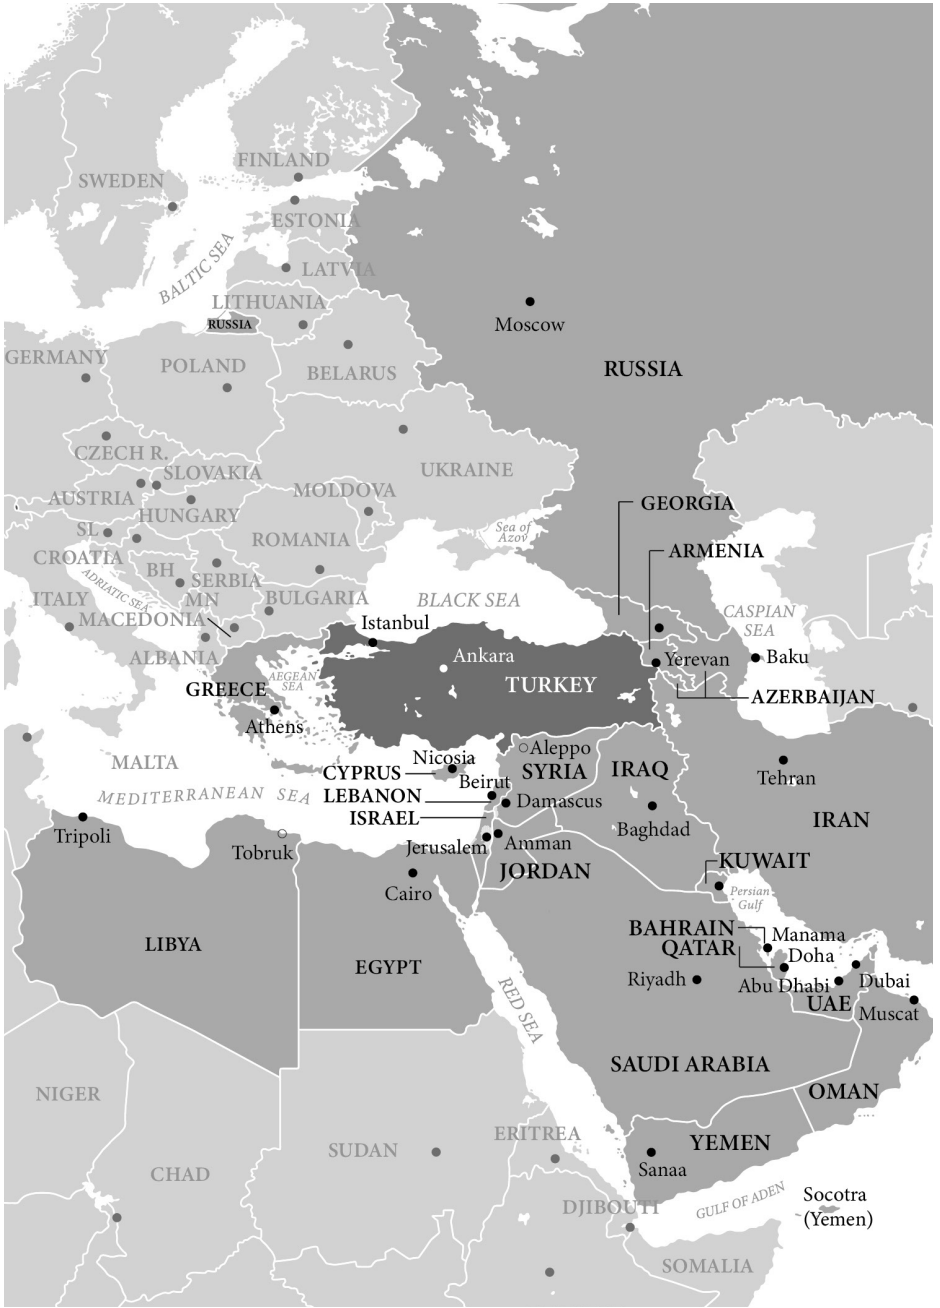 FINLAND
SWEDEN
ESTONIA
BALTIC SEA
LATVIA
LITHUANIA
RUSSIA
Moscow
GERMANY
POLAND
BELARUS
RUSSIA
CZECH R.
SLOVAKIA
UKRAINE
AUSTRIA
MOLDOVA
HUNGARY
GEORGIA
SL
Sea of
Azov
ROMANIA
CROATIA
ARMENIA
BH
SERBIA
ADRIATIC SEA
ITALY
MN
BULGARIA
BLACK SEA
CASPIAN
SEA
MACEDONIA
Istanbul
ALBANIA
Ankara
Yerevan
Baku
GREECE
AEGEAN
SEA
TURKEY
AZERBAIJAN
Athens
Aleppo
MALTA
Nicosia
CYPRUS
SYRIA
IRAQ
Tehran
Beirut
MEDITERRANEAN SEA
LEBANON
Damascus
ISRAEL
Baghdad
IRAN
Tripoli
Tobruk
Jerusalem
Amman
JORDAN
KUWAIT
Cairo
Persian
Gulf
BAHRAIN
Manama
LIBYA
QATAR
Doha
EGYPT
Riyadh
Abu Dhabi
Dubai
RED SEA
UAE
Muscat
SAUDI ARABIA
NIGER
OMAN
ERITREA
SUDAN
YEMEN
CHAD
Sanaa
DJIBOUTI
GULF OF ADEN
Socotra
(Yemen)
SOMALIA